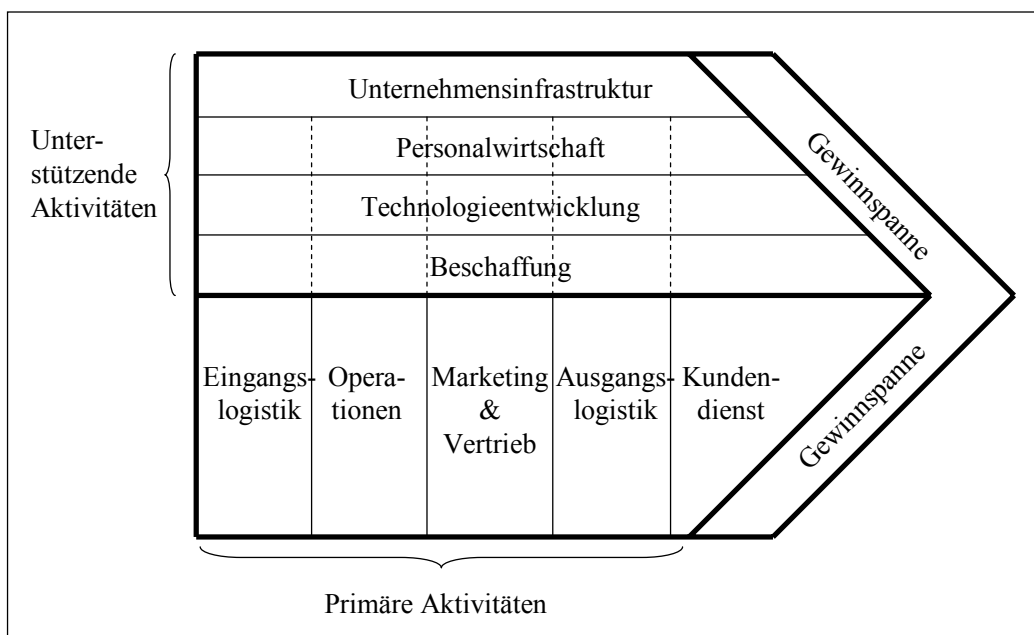 Unternehmensinfrastruktur
Unter-
stützende
Aktivitäten
Personalwirtschaft
Technologieentwicklung
Beschaffung
Gewinnspanne
Eingangs-
logistik
Opera-
tionen
Marketing
&
Vertrieb
Ausgangs-
logistik
Kunden-
dienst
Gewinnspanne
Primäre Aktivitäten